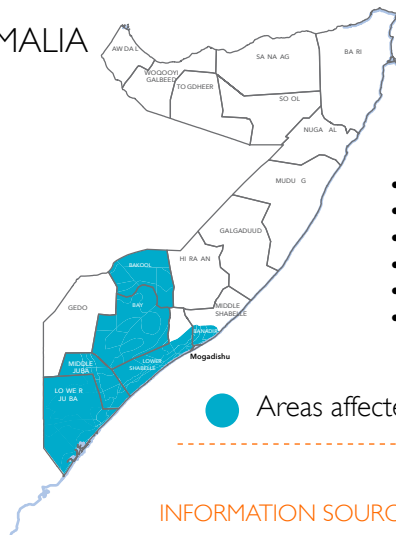 MALIA
AW DA L
WOQOOYI
GALBEED
TO GDHEER
SA NA AG
BA RI
SO OL
NUGA AL
MUDU G
GALGADUUD
HI RA AN
BAKOOL
GEDO
BAY
MIDDLE
SHABELLE
BANADIR
Mogadishu
LOWER
SHABELLE
MIDDLE
JUBA
LO WE R
JU BA
Areas affecte
INFORMATION SOURC